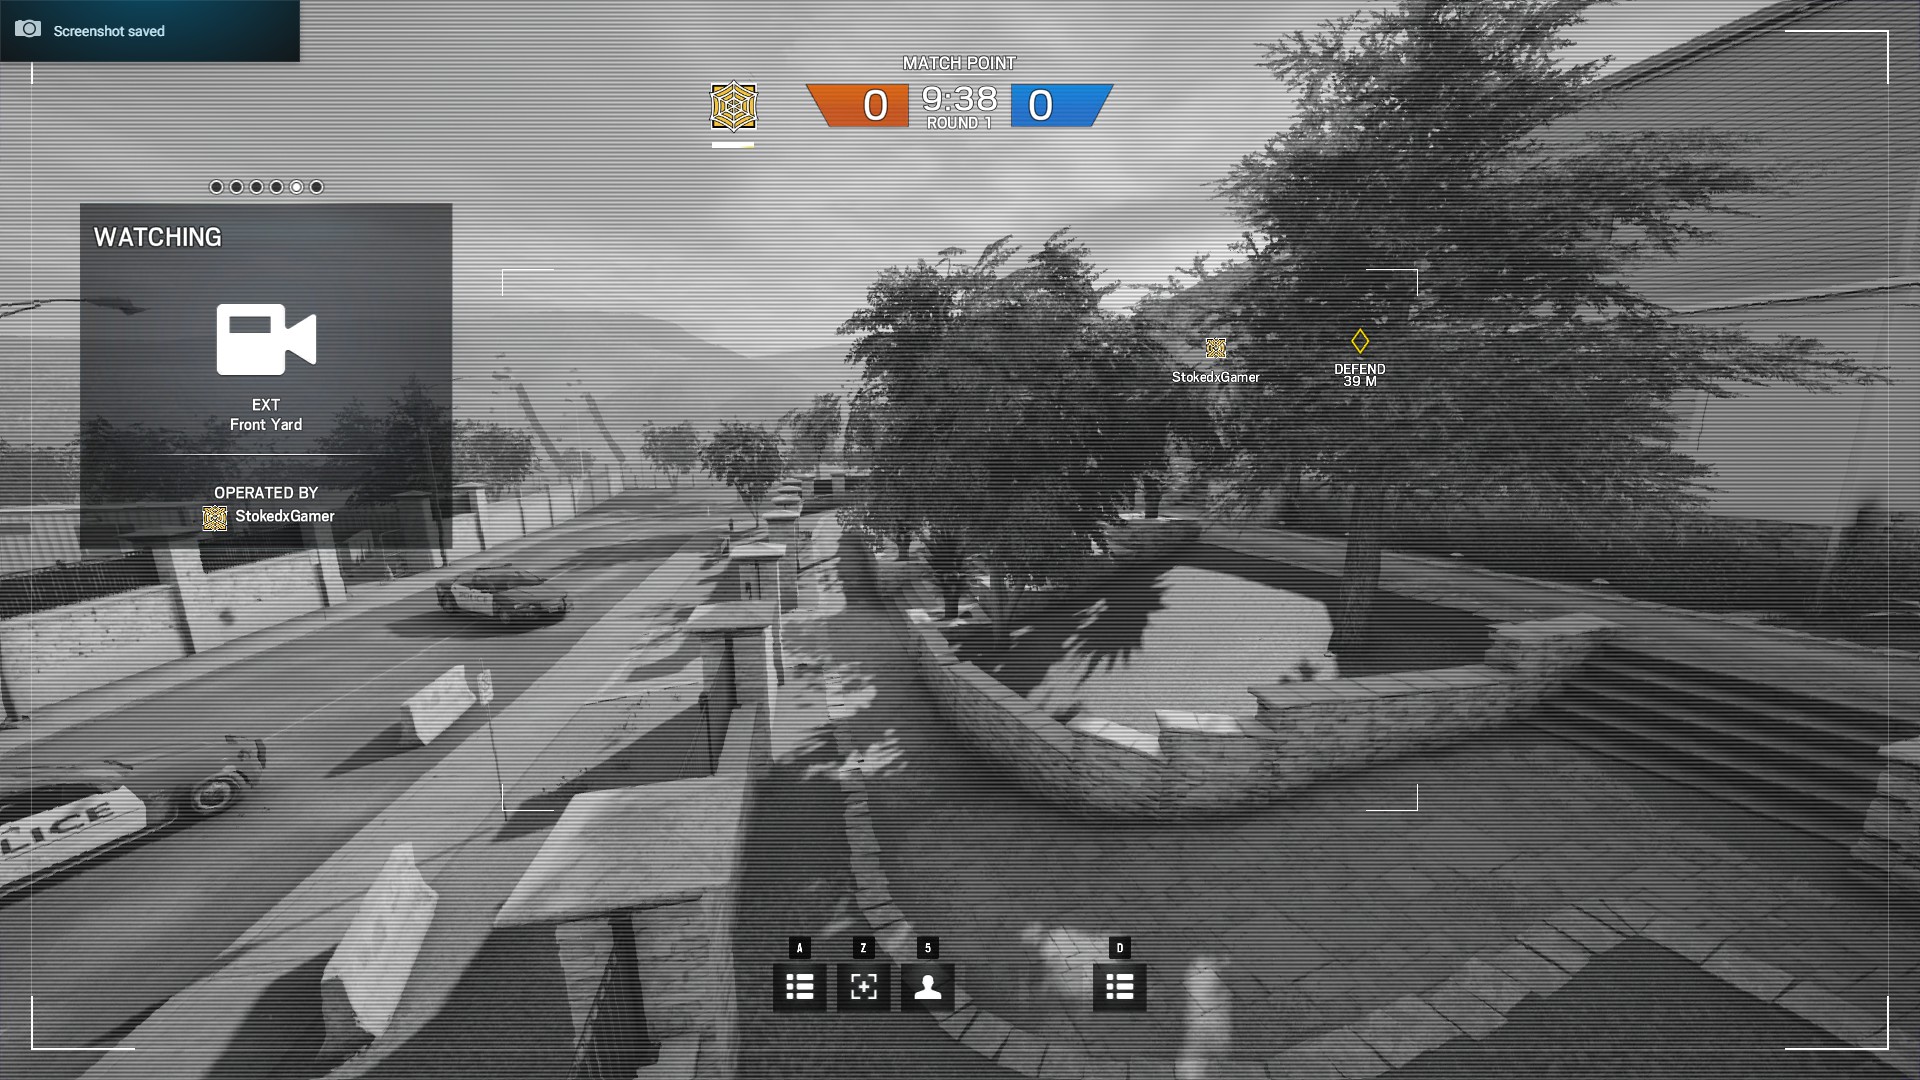 Screenshot saved
MATCH POINT
0 9:38 0
ROUND 1
WATCHING
EXT
Front Yard
OPERATED BY
StokedxGamer
StokedxGamer
DEFEND
39 M
LICE
A Z 5 D